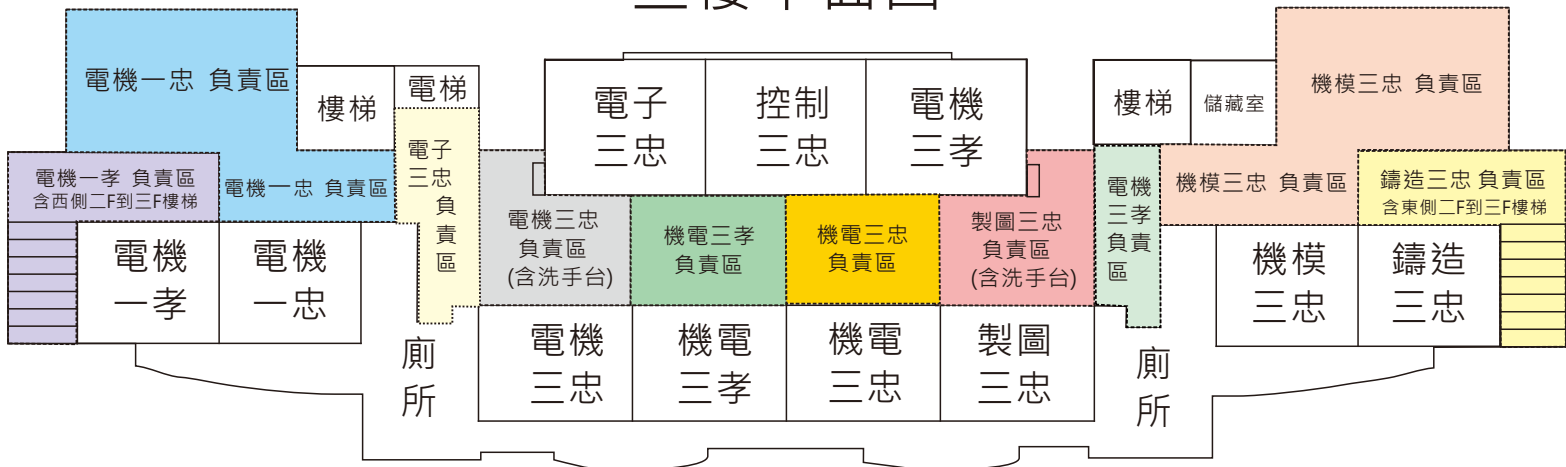 三樓平面圖
電機一忠 負責區
樓梯
電梯
電子
三忠
控制
三忠
電機
三孝
樓梯
儲藏室
機模三忠 負責區
電機一孝 負責區
含西側二F到三F樓梯
電機一忠 負責區
電子
三忠
負
責
區
電機三忠
負責區
(含洗手台)
機電三孝
負責區
機電三忠
負責區
製圖三忠
負責區
(含洗手台)
電機
三孝
負責
區
機模三忠 負責區
鑄造三忠 負責區
含東側二F到三F樓梯
電機
一孝
電機
一忠
廁
所
電機
三忠
機電
三孝
機電
三忠
製圖
三忠
廁
所
機模
三忠
鑄造
三忠